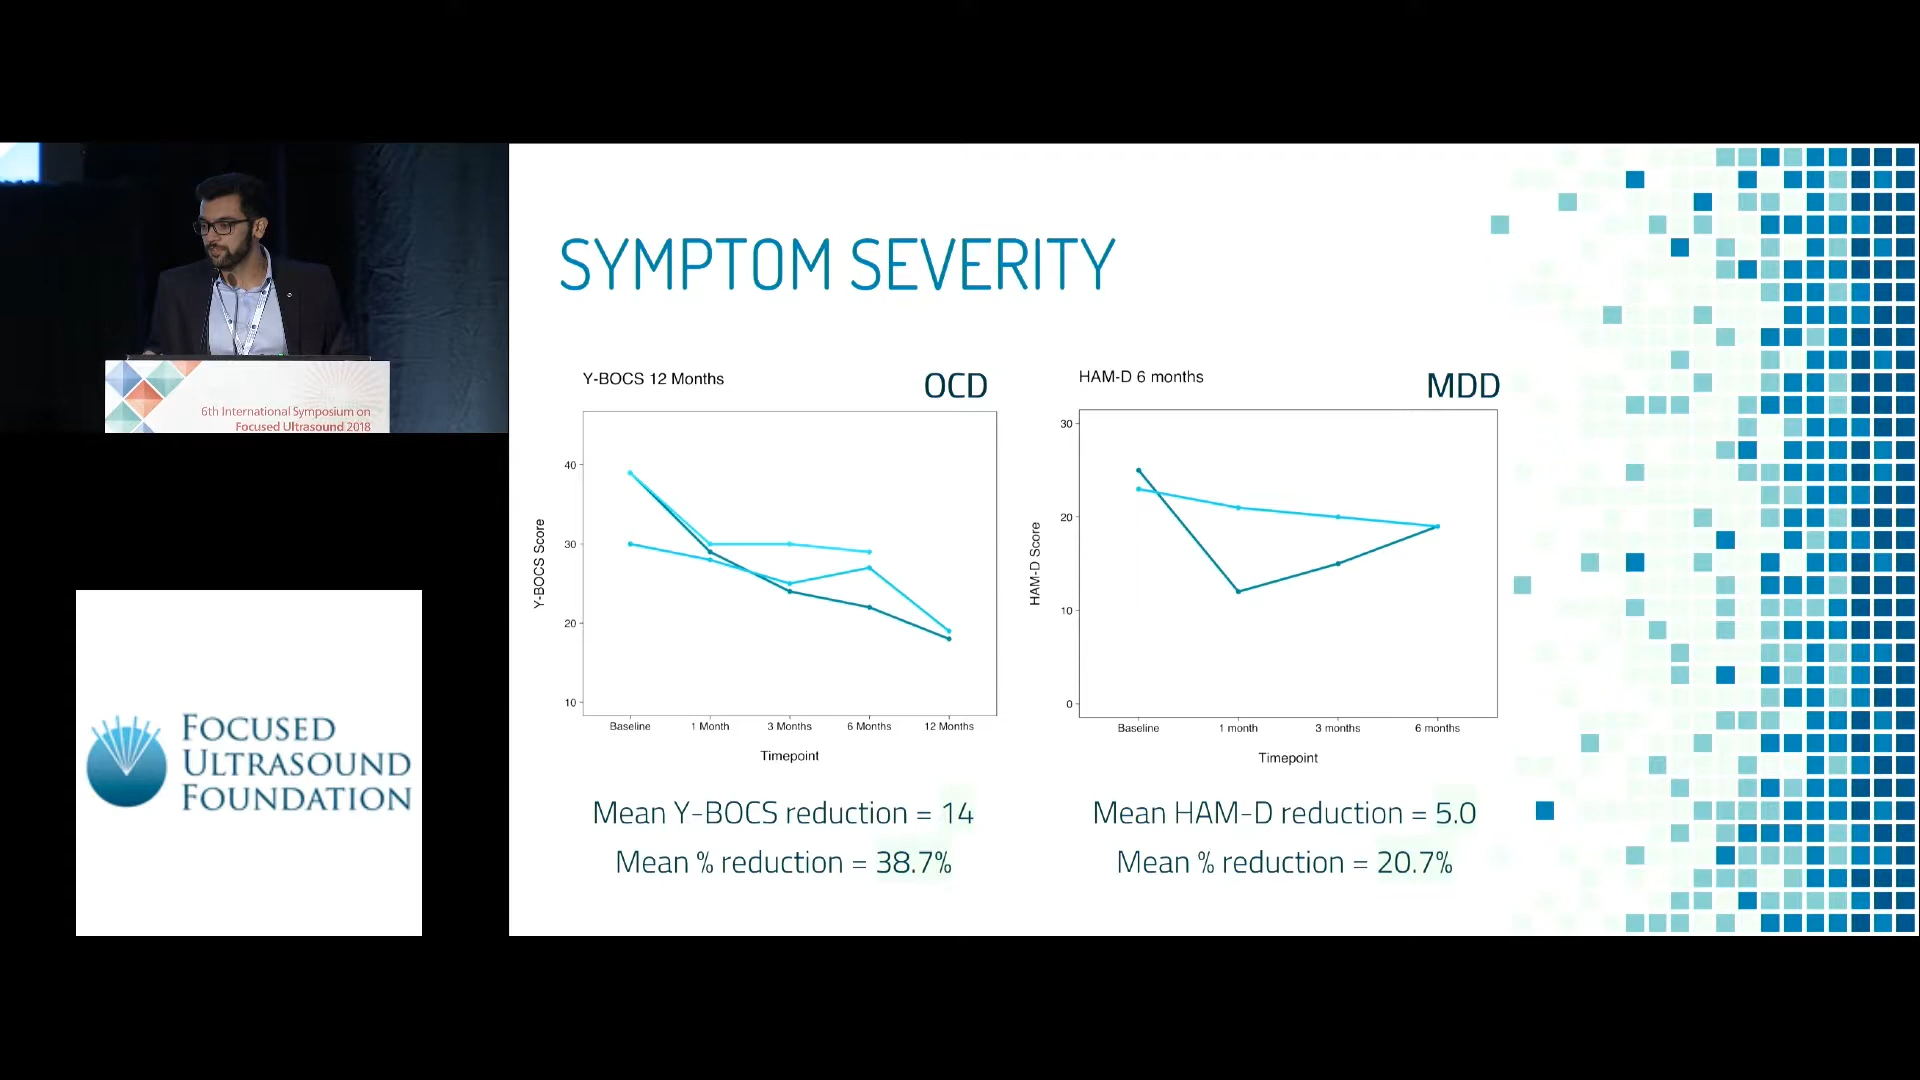 6th International Symposium on
Focused Ultrasound 2018
FOCUSED
ULTRASOUND
FOUNDATION
SYMPTOM SEVERITY
Y-BOCS 12 Months
OCD
Y-BOCS Score
40
30
20
10
Baseline
1 Month
3 Months
6 Months
12 Months
Timepoint
Mean Y-BOCS reduction = 14
Mean % reduction = 38.7%
HAM-D 6 months
MDD
HAM-D Score
30
20
10
0
Baseline
1 month
3 months
6 months
Timepoint
Mean HAM-D reduction = 5.0
Mean % reduction = 20.7%